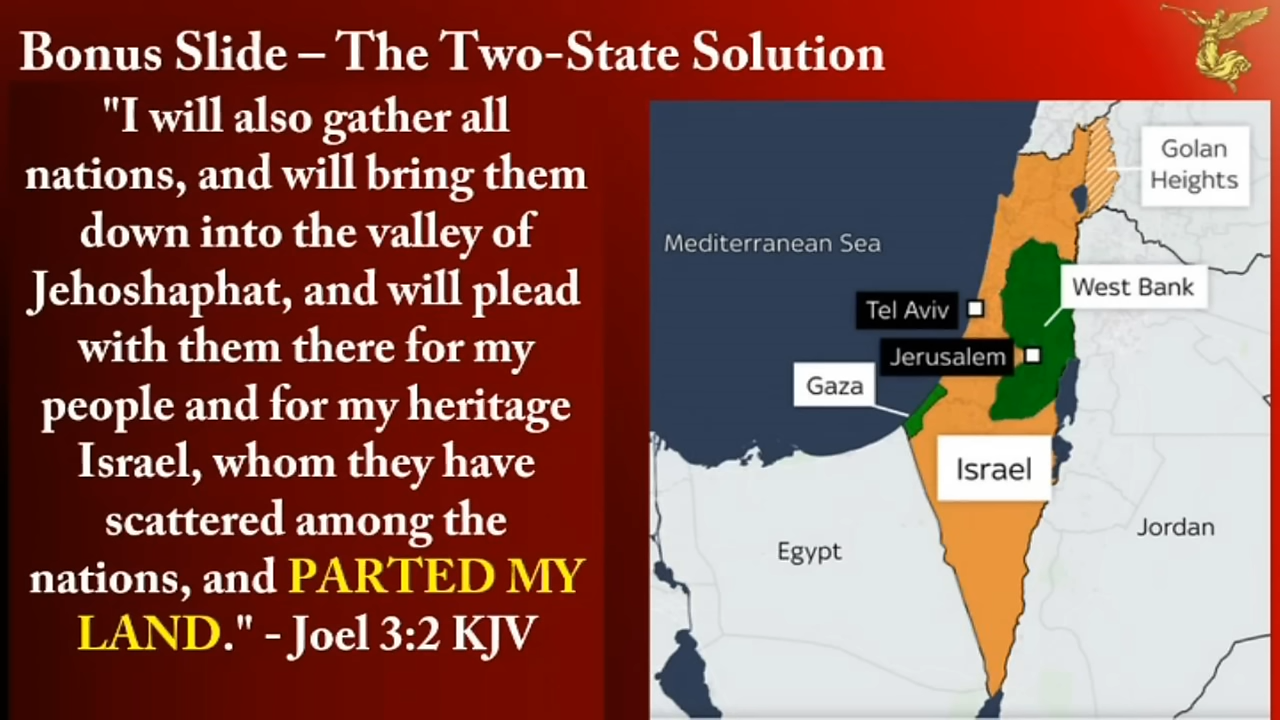 Bonus Slide – The Two-State Solution
"I will also gather all
nations, and will bring them
down into the valley of
Jehoshaphat, and will plead
with them there for my
people and for my heritage
Israel, whom they have
scattered among the
nations, and PARTED MY
LAND." - Joel 3:2 KJV
Golan
Heights
Mediterranean Sea
West Bank
Tel Aviv
Jerusalem
Gaza
Israel
Jordan
Egypt